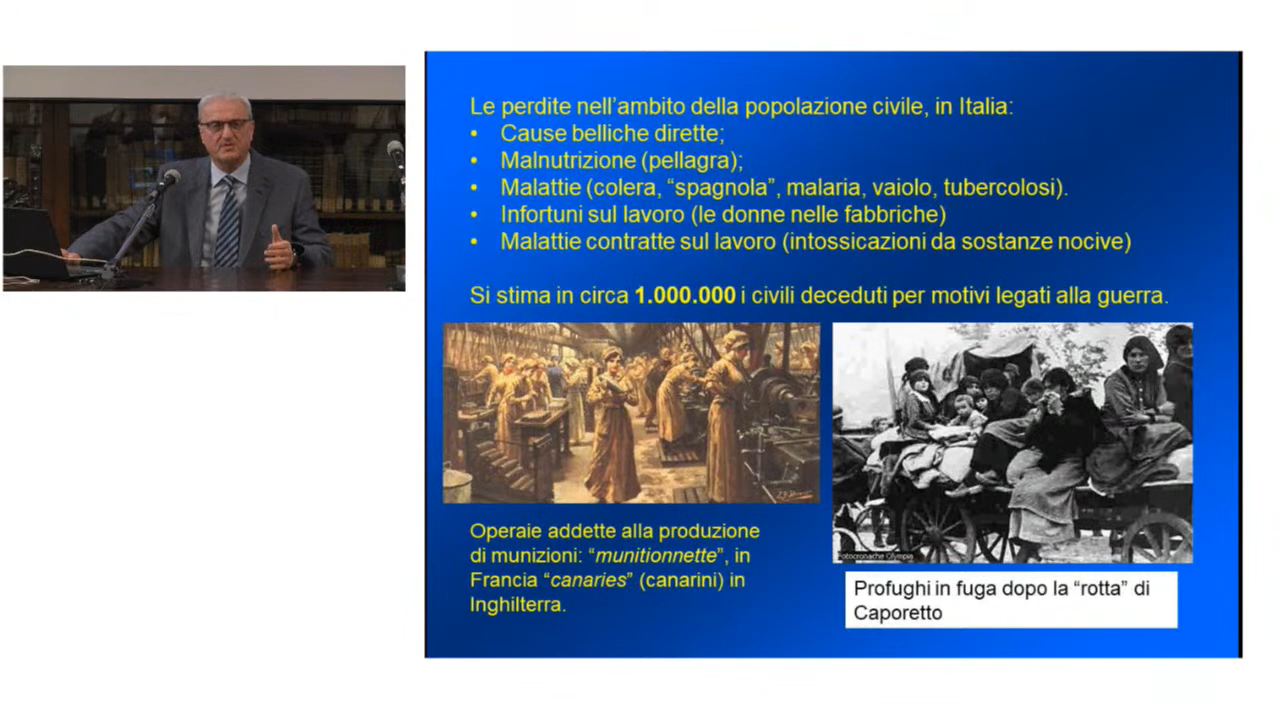 Le perdite nell’ambito della popolazione civile, in Italia:
• Cause belliche dirette;
• Malnutrizione (pellagra);
• Malattie (colera, “spagnola”, malaria, vaiolo, tubercolosi).
• Infortuni sul lavoro (le donne nelle fabbriche)
• Malattie contratte sul lavoro (intossicazioni da sostanze nocive)
Si stima in circa 1.000.000 i civili deceduti per motivi legati alla guerra.
Fotocronache Olympia
Operaie addette alla produzione
di munizioni: “munitionnette”, in
Francia “canaries” (canarini) in
Inghilterra.
Profughi in fuga dopo la “rotta” di
Caporetto